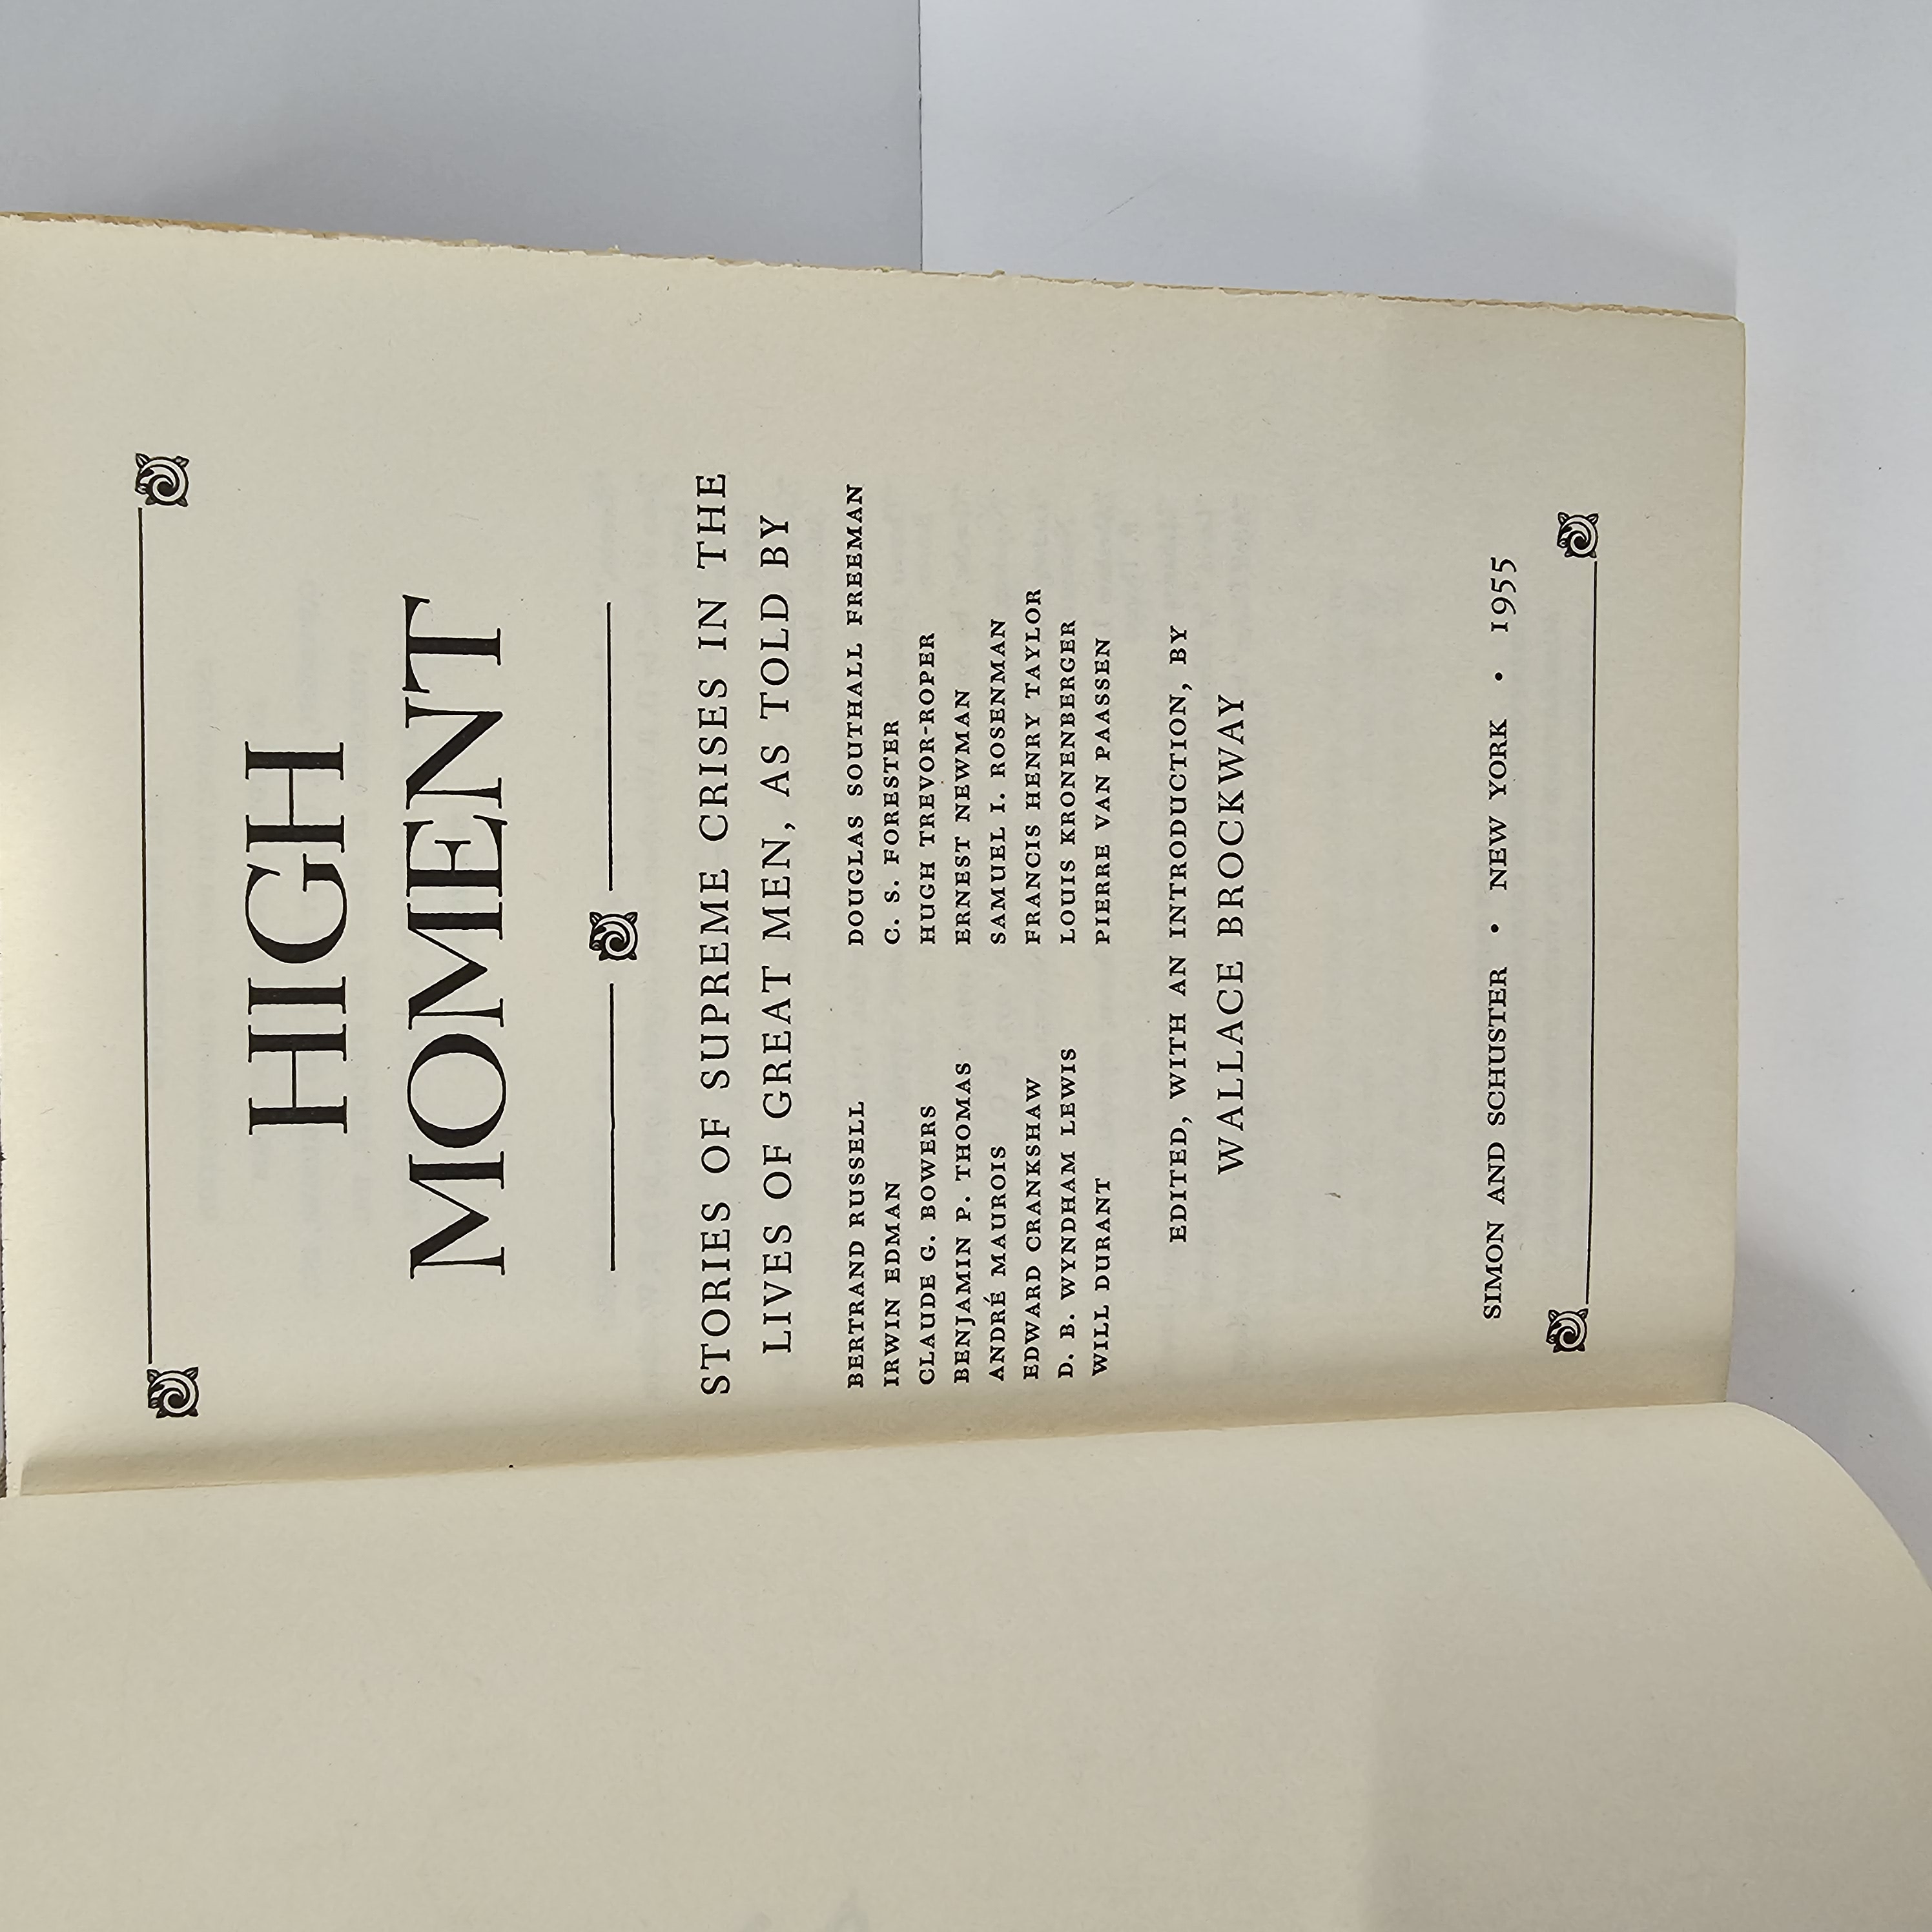 HIGH
MOMENT
STORIES OF SUPREME CRISES IN THE
LIVES OF GREAT MEN, AS TOLD BY
BERTRAND RUSSELL
IRWIN EDMAN
CLAUDE G. BOWERS
BENJAMIN P. THOMAS
ANDRÉ MAUROIS
EDWARD CRANKSHAW
D. B. WYNDHAM LEWIS
WILL DURANT
DOUGLAS SOUTHALL FREEMAN
C. S. FORESTER
HUGH TREVOR-ROPER
ERNEST NEWMAN
SAMUEL I. ROSENMAN
FRANCIS HENRY TAYLOR
LOUIS KRONENBERGER
PIERRE VAN PAASSEN
EDITED, WITH AN INTRODUCTION, BY
WALLACE BROCKWAY
SIMON AND SCHUSTER • NEW YORK • 1955